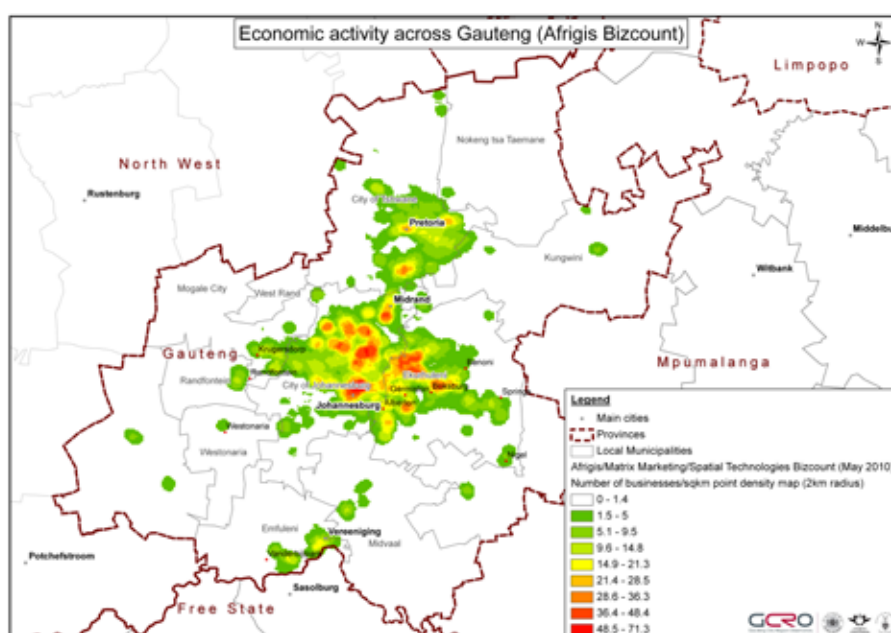 Economic activity across Gauteng (Afrigis Bizcount)
N
W
E
S
Limpopo
Nokeng tsa Taemane
North West
Rustenburg
City of Tshwane
Pretoria
Middelbu
Kungwini
Witbank
Mogale City
West Rand
Midrand
Gauteng
Krugersdorp
Mpumalanga
Randfontein
City of Johannesburg
Ekurhuleni
Benoni
Germiston
Boksburg
Springs
Johannesburg
Alberton
Westonaria
Westonaria
Nigel
Emfuleni
Vereeniging
Midvaal
Potchefstroom
Sasolburg
Free State
Legend
Main cities
Provinces
Local Municipalities
Afrigis/Matrix Marketing/Spatial Technologies Bizcount (May 2010)
Number of businesses/sqkm point density map (2km radius)
0 - 1.4
1.5 - 5
5.1 - 9.5
9.6 - 14.8
14.9 - 21.3
21.4 - 28.5
28.6 - 36.3
36.4 - 48.4
48.5 - 71.3
GCRO